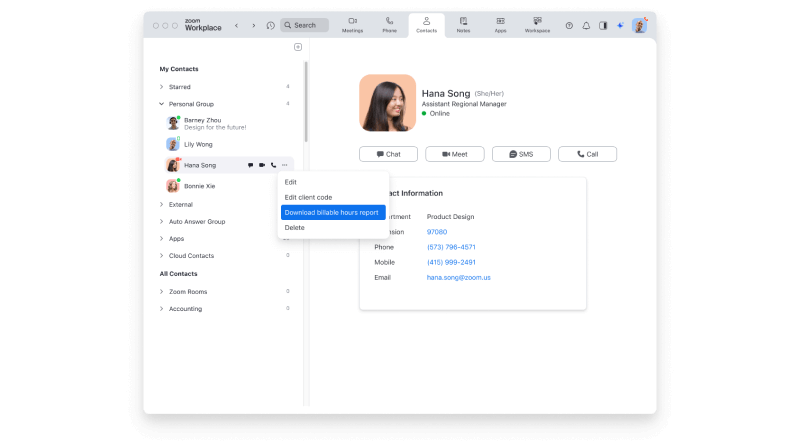 zoom
Workplace
Search
Meetings
Phone
Contacts
Notes
Apps
Workspace
My Contacts
Starred 4
Personal Group 4
Barney Zhou
Design for the future!
Lily Wong
Hana Song
Bonnie Xie
External
Auto Answer Group
Apps
Cloud Contacts 0
All Contacts
Zoom Rooms 0
Accounting 0
Edit
Edit client code
Download billable hours report
Delete
Hana Song (She/Her)
Assistant Regional Manager
Online
Chat
Meet
SMS
Call
act Information
artment Product Design
nsion 97080
Phone (573) 796-4571
Mobile (415) 999-2491
Email hana.song@zoom.us